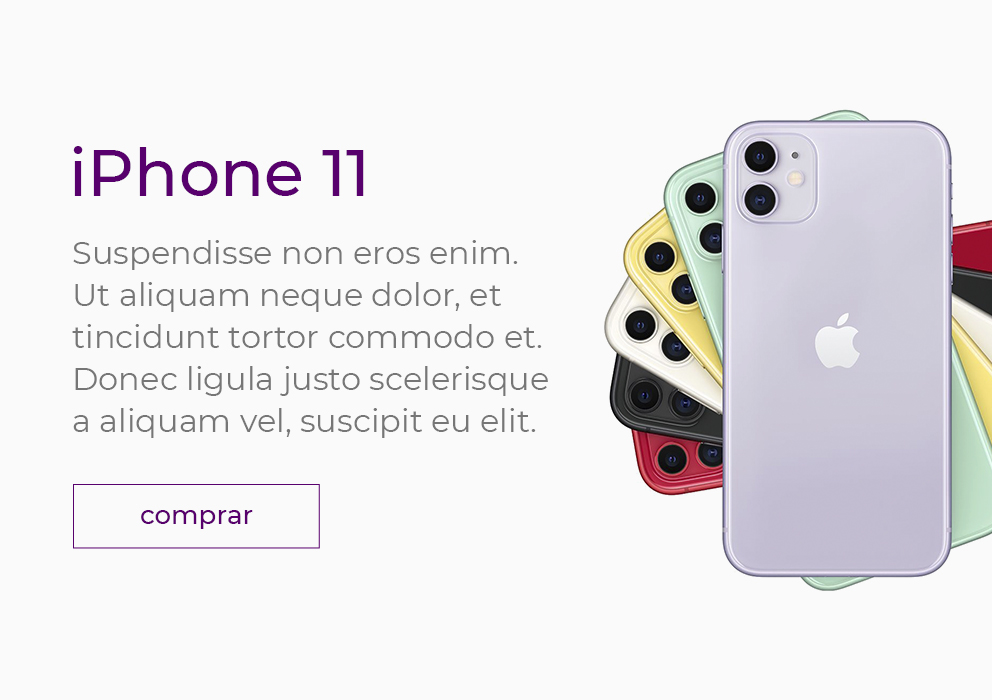 iPhone 11
Suspendisse non eros enim.
Ut aliquam neque dolor, et
tincidunt tortor commodo et.
Donec ligula justo scelerisque
a aliquam vel, suscipit eu elit.
comprar